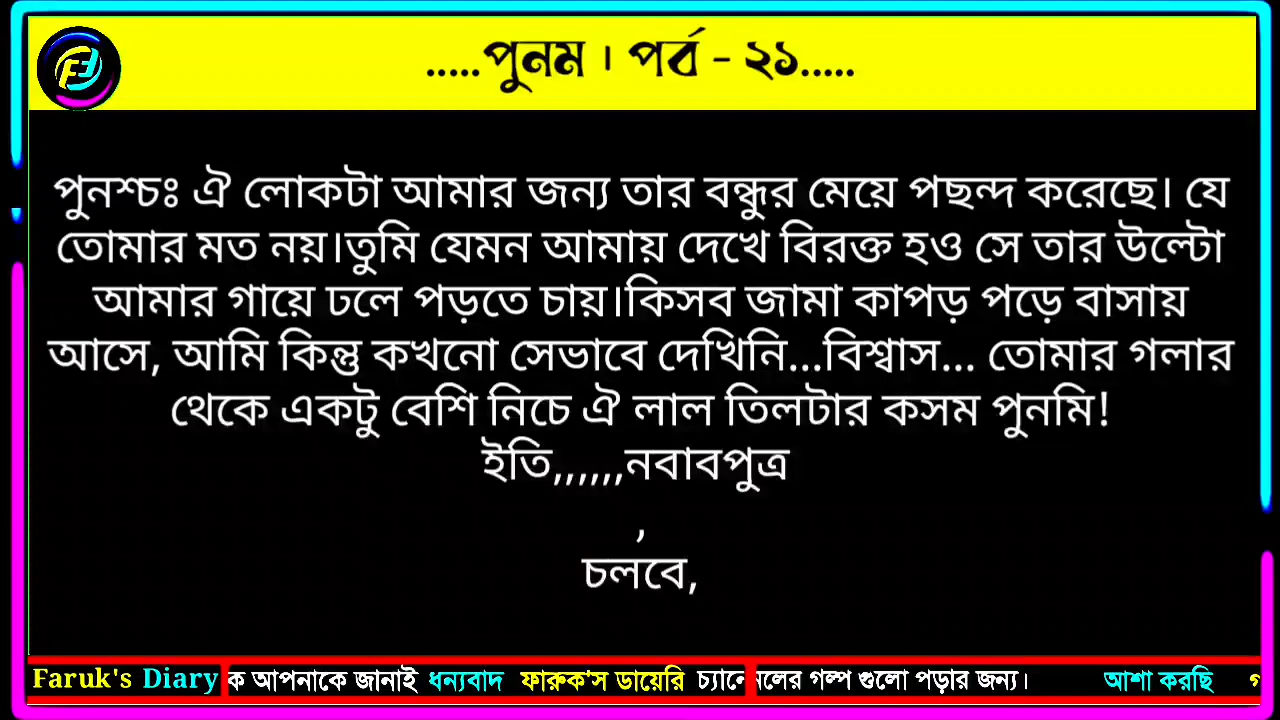 .....পুনম । পর্ব - ২১.....
পুনশ্চঃ ঐ লোকটা আমার জন্য তার বন্ধুর মেয়ে পছন্দ করেছে। যে
তোমার মত নয়।তুমি যেমন আমায় দেখে বিরক্ত হও সে তার উল্টো
আমার গায়ে ঢলে পড়তে চায়।কিসব জামা কাপড় পড়ে বাসায়
আসে, আমি কিন্তু কখনো সেভাবে দেখিনি...বিশ্বাস... তোমার গলার
থেকে একটু বেশি নিচে ঐ লাল তিলটার কসম পুনমি!
ইতি,,,,,,নবাবপুত্র
,
চলবে,
Faruk's Diary ক আপনাকে জানাই ধন্যবাদ ফারুক'স ডায়েরি চ্যানেলের গল্প গুলো পড়ার জন্য। আশা করছি